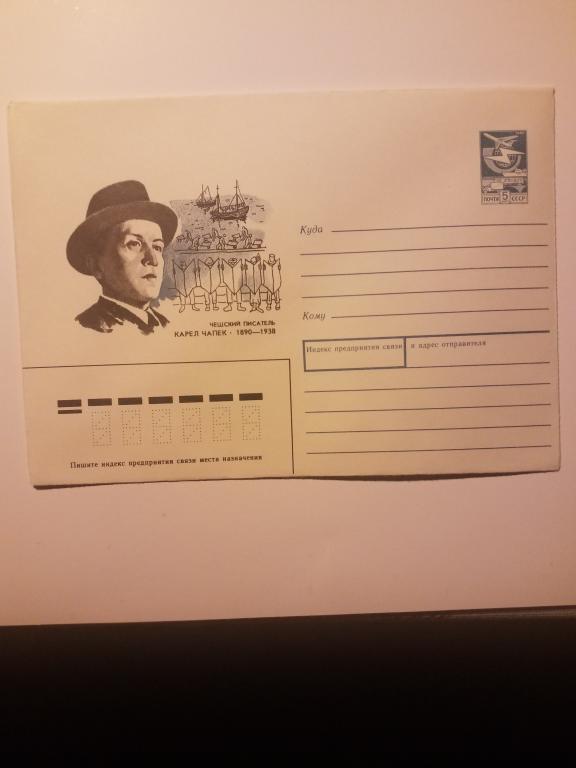 ПОЧТА 5 СССР
Куда
Кому
ЧЕШСКИЙ ПИСАТЕЛЬ
КАРЕЛ ЧАПЕК · 1890—1938
Индекс предприятия связи и адрес отправителя
Пишите индекс предприятия связи места назначения